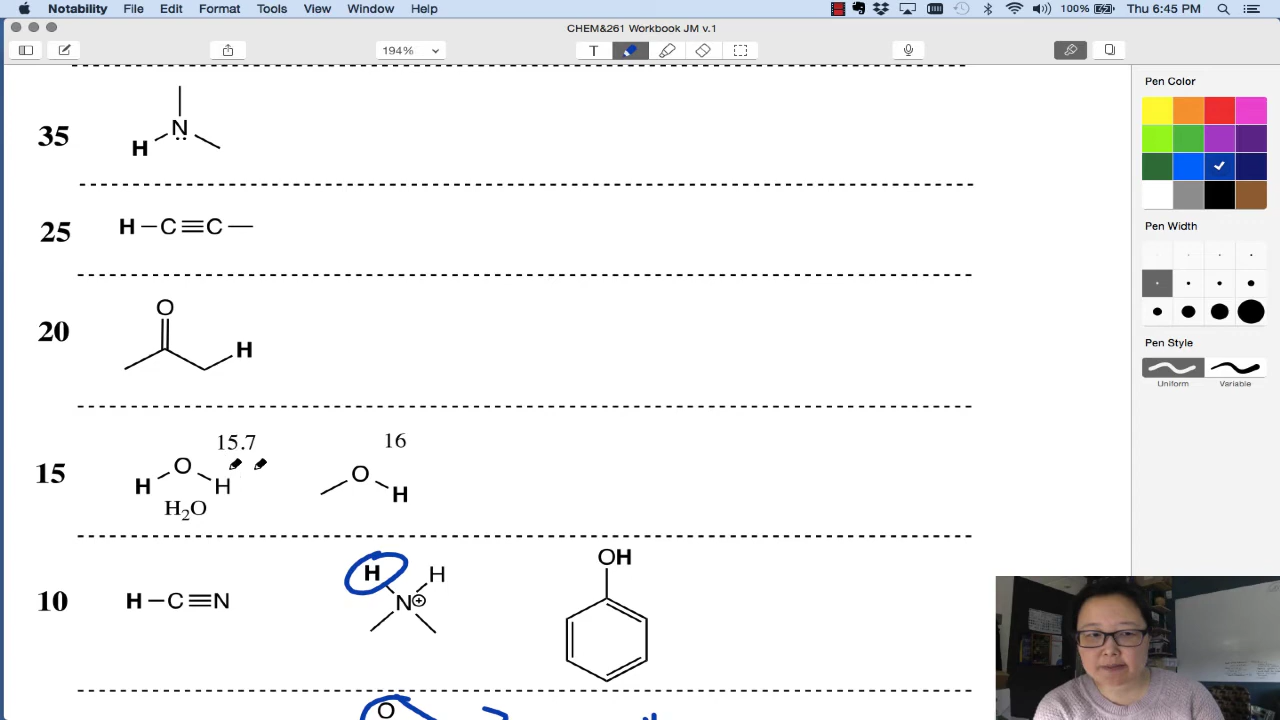 Notability File Edit Format Tools View Window Help 100% Thu 6:45 PM
CHEM&261 Workbook JM v.1
194% T
Pen Color
35 N H
25 H C C
Pen Width
20 O H
Pen Style
Uniform Variable
15.7 16
15 H O H O H
H2O
10 H C N H H N OH
O